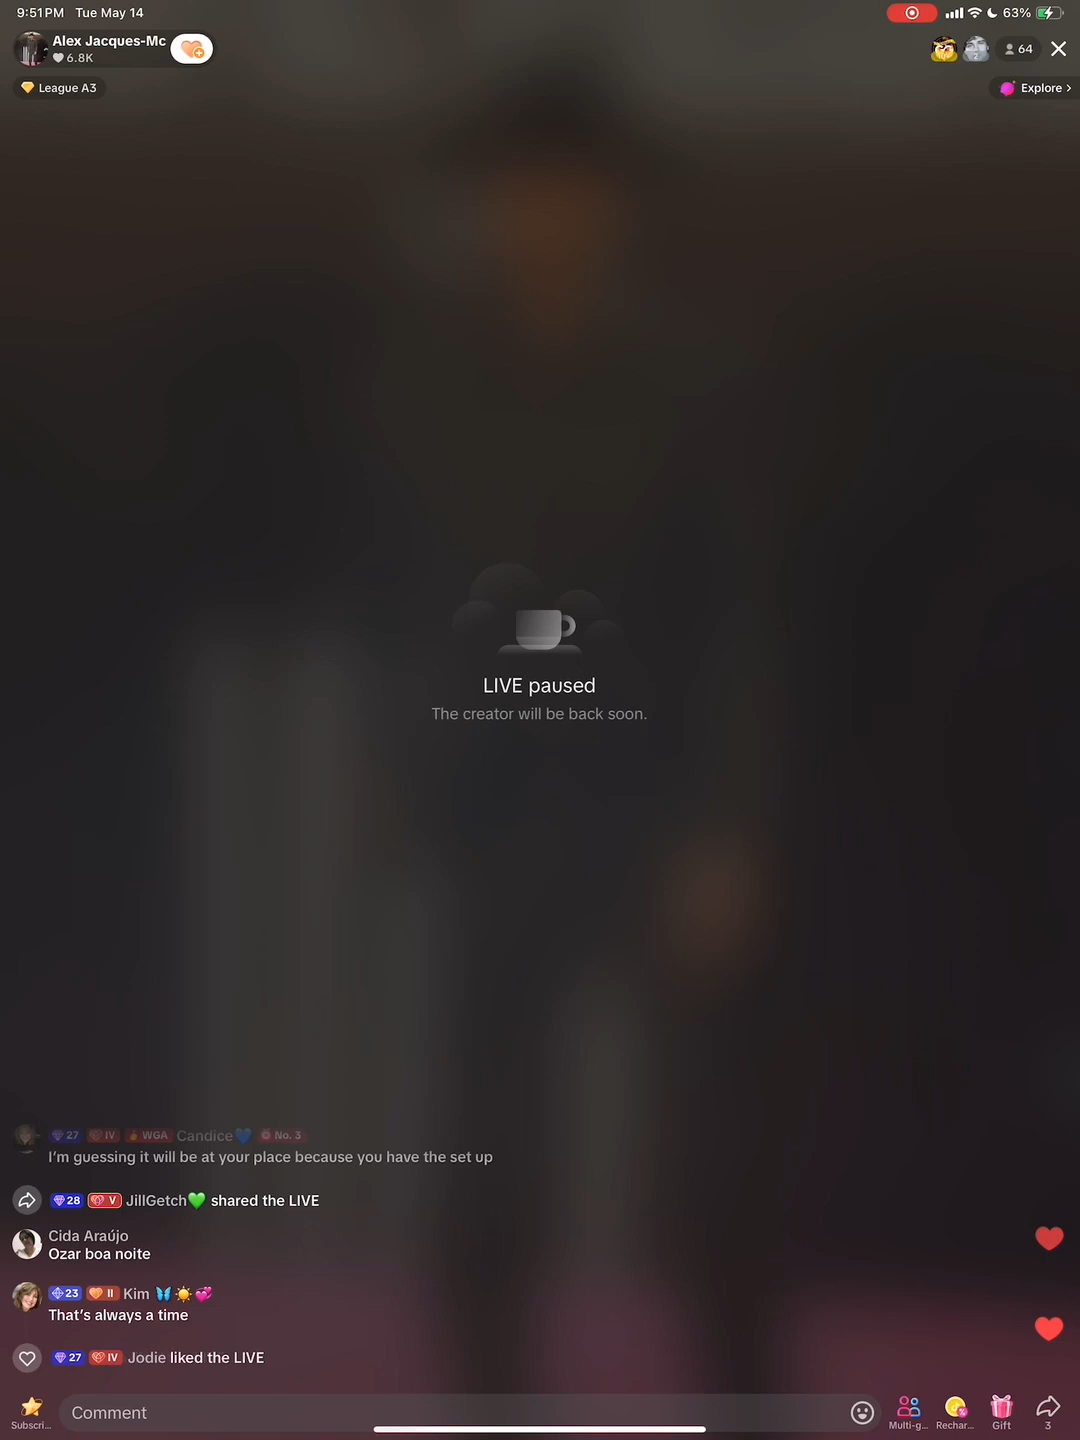 9:51PM Tue May 14
63%
Alex Jacques-Mc
6.8K
64
League A3
Explore
LIVE paused
The creator will be back soon.
27 IV WGA Candice💙 No. 3
I'm guessing it will be at your place because you have the set up
28 V JillGetch💚 shared the LIVE
Cida Araújo
Ozar boa noite
23 II Kim 🦋☀️💞
That's always a time
27 IV Jodie liked the LIVE
Subscri...
Comment
Multi-g...
Rechar...
Gift
3